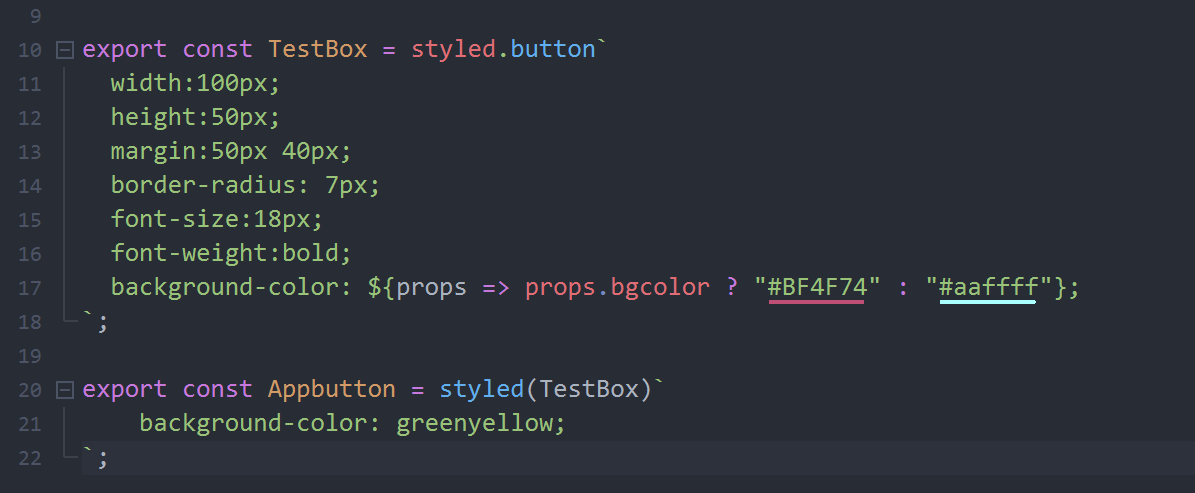 9
10 export const TestBox = styled.button`
11 width:100px;
12 height:50px;
13 margin:50px 40px;
14 border-radius: 7px;
15 font-size:18px;
16 font-weight:bold;
17 background-color: ${props => props.bgcolor ? "#BF4F74" : "#aaffff"};
18 `;
19
20 export const Appbutton = styled(TestBox)`
21 background-color: greenyellow;
22 `;